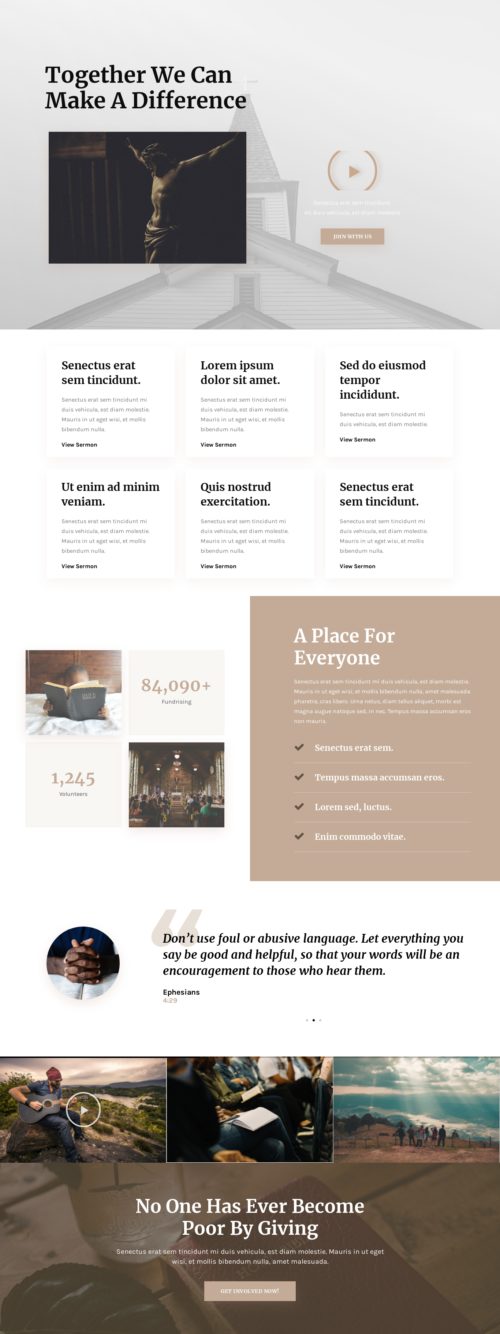 Together We Can
Make A Difference
Senectus erat sem tincidunt
mi duis vehicula, est diam molestie.
JOIN WITH US
Senectus erat
sem tincidunt.
Senectus erat sem tincidunt mi
duis vehicula, est diam molestie.
Mauris in ut eget wisi, et mollis
bibendum nulla.
View Sermon
Lorem ipsum
dolor sit amet.
Senectus erat sem tincidunt mi
duis vehicula, est diam molestie.
Mauris in ut eget wisi, et mollis
bibendum nulla.
View Sermon
Sed do eiusmod
tempor
incididunt.
Senectus erat sem tincidunt mi
duis vehicula, est diam molestie.
View Sermon
Ut enim ad minim
veniam.
Senectus erat sem tincidunt mi
duis vehicula, est diam molestie.
Mauris in ut eget wisi, et mollis
bibendum nulla.
View Sermon
Quis nostrud
exercitation.
Senectus erat sem tincidunt mi
duis vehicula, est diam molestie.
Mauris in ut eget wisi, et mollis
bibendum nulla.
View Sermon
Senectus erat
sem tincidunt.
Senectus erat sem tincidunt mi
duis vehicula, est diam molestie.
Mauris in ut eget wisi, et mollis
bibendum nulla.
View Sermon
84,090+
Fundrising
1,245
Volunteers
A Place For
Everyone
Senectus erat sem tincidunt mi duis vehicula, est diam molestie.
Mauris in ut eget wisi, et mollis bibendum nulla, amet malesuada
pharetra, cras libero. Urna netus, diam tellus aliquet, morbi est
magna augue natoque sed, in nec. Tempus massa accumsan eros
non mauris.
Senectus erat sem.
Tempus massa accumsan eros.
Lorem sed, luctus.
Enim commodo vitae.
“
Don’t use foul or abusive language. Let everything you
say be good and helpful, so that your words will be an
encouragement to those who hear them.
Ephesians
4:29
No One Has Ever Become
Poor By Giving
Senectus erat sem tincidunt mi duis vehicula, est diam molestie. Mauris in ut eget
wisi, et mollis bibendum nulla, amet malesuada.
GET INVOLVED NOW!